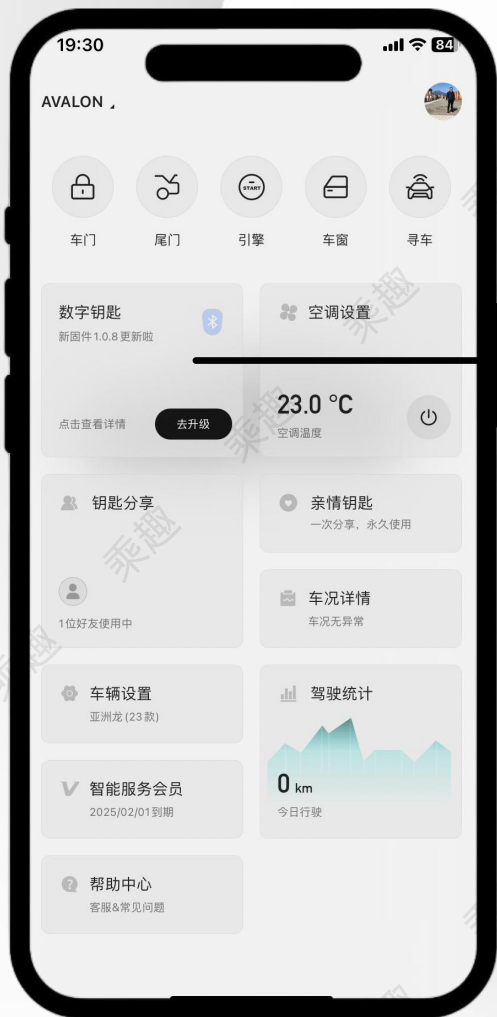 19:30
84
AVALON
START
车门
尾门
引擎
车窗
寻车
数字钥匙
新固件1.0.8更新啦
点击查看详情
去升级
空调设置
23.0 °C
空调温度
钥匙分享
1位好友使用中
亲情钥匙
一次分享，永久使用
车况详情
车况无异常
车辆设置
亚洲龙(23款)
驾驶统计
0 km
今日行驶
智能服务会员
2025/02/01到期
帮助中心
客服&常见问题
乘趣
乘趣
乘趣
乘趣